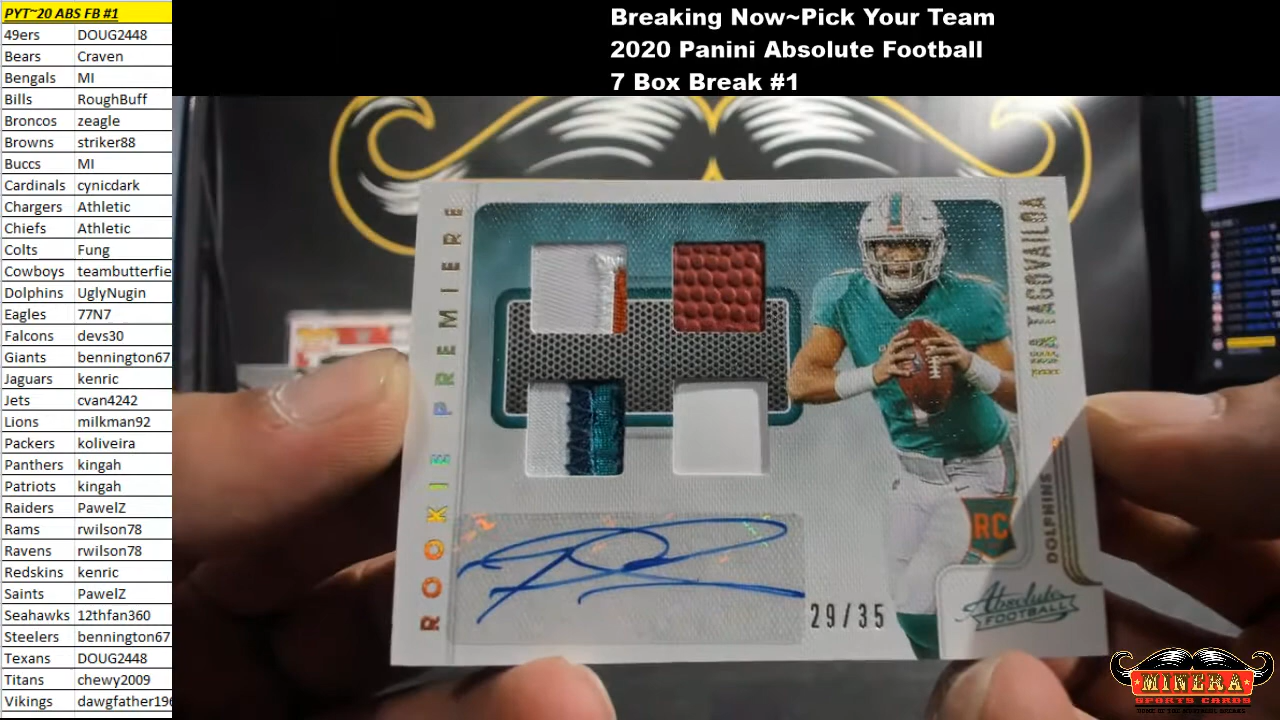 PYT~20 ABS FB #1
49ers DOUG2448
Bears Craven
Bengals MI
Bills RoughBuff
Broncos zeagle
Browns striker88
Buccs MI
Cardinals cynicdark
Chargers Athletic
Chiefs Athletic
Colts Fung
Cowboys teambutterfie
Dolphins UglyNugin
Eagles 77N7
Falcons devs30
Giants bennington67
Jaguars kenric
Jets cvan4242
Lions milkman92
Packers koliveira
Panthers kingah
Patriots kingah
Raiders PawelZ
Rams rwilson78
Ravens rwilson78
Redskins kenric
Saints PawelZ
Seahawks 12thfan360
Steelers bennington67
Texans DOUG2448
Titans chewy2009
Vikings dawgfather196
Breaking Now~Pick Your Team
2020 Panini Absolute Football
7 Box Break #1
ROOKIE PREMIERE
TUA TAGOVAILOA
DOLPHINS
RC
29/35
Absolute
FOOTBALL
MINERA
SPORTS CARDS